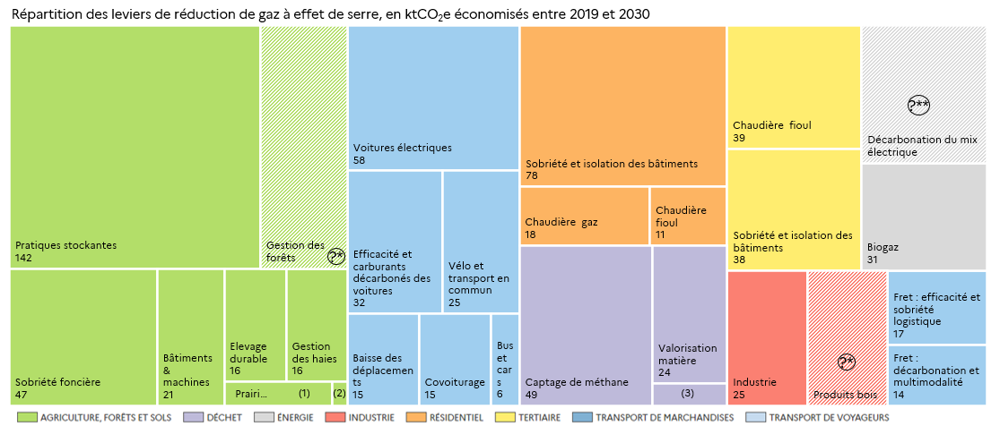 Répartition des leviers de réduction de gaz à effet de serre, en ktCO₂e économisés entre 2019 et 2030
Pratiques stockantes
142
Gestion des
forêts
?*
Sobriété foncière
47
Bâtiments
&
machines
21
Elevage
durable
16
Gestion
des haies
16
Prairi...
(1)
(2)
Voitures électriques
58
Efficacité et
carburants
décarbonés des
voitures
32
Vélo et
transport en
commun
25
Baisse des
déplacemen
ts
15
Covoiturage
15
Bus
et
car
s
6
Sobriété et isolation des bâtiments
78
Chaudière gaz
18
Chaudière
fioul
11
Captage de méthane
49
Valorisation
matière
24
(3)
Chaudière fioul
39
Sobriété et isolation des
bâtiments
38
?**
Décarbonation du mix
électrique
Biogaz
31
Industrie
25
?*
Produits bois
Fret : efficacité et
sobriété
logistique
17
Fret :
décarbonation et
multimodalité
14
AGRICULTURE, FORÊTS ET SOLS
DÉCHET
ÉNERGIE
INDUSTRIE
RÉSIDENTIEL
TERTIAIRE
TRANSPORT DE MARCHANDISES
TRANSPORT DE VOYAGEURS